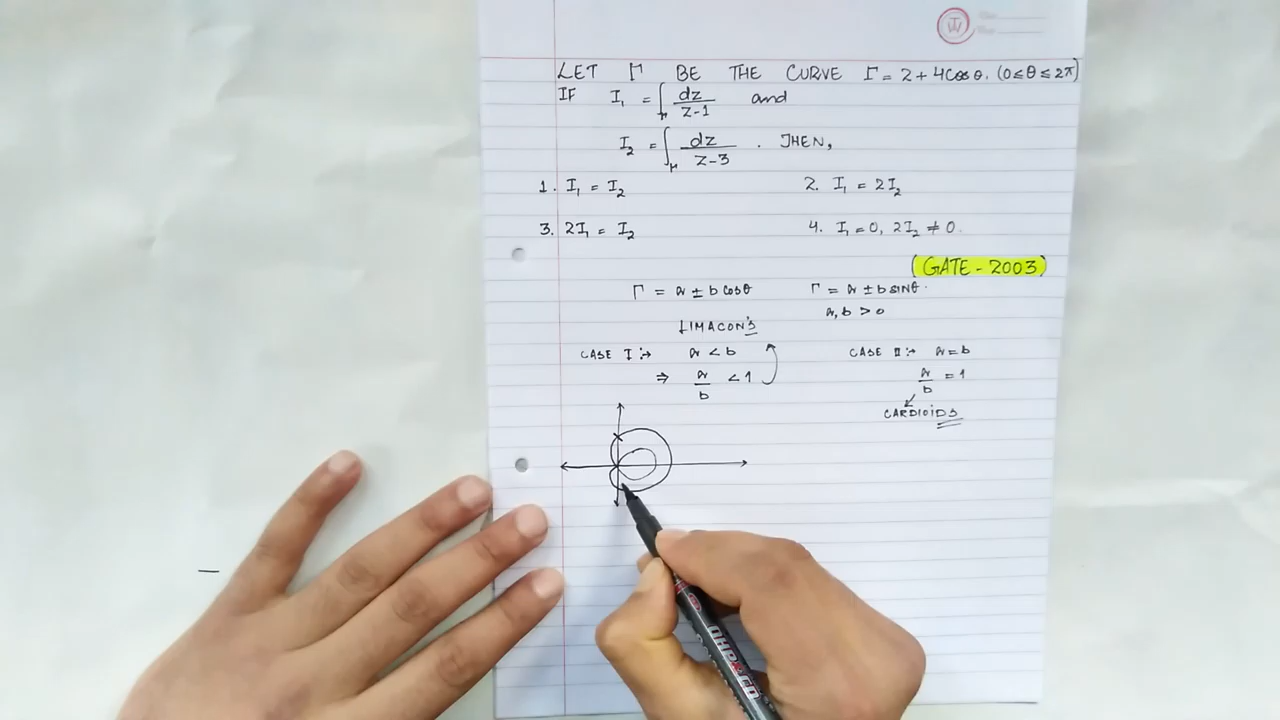 LET Γ BE THE CURVE Γ = 2 + 4cosθ. (0≤θ≤2π)
IF I₁ = ∫ᵣ dz/z-1 and
I₂ = ∫ᵣ dz/z-3 . THEN,
1. I₁ = I₂ 2. I₁ = 2I₂
3. 2I₁ = I₂ 4. I₁ = 0, 2I₂ ≠ 0.
(GATE - 2003)
Γ = a ± b cosθ Γ = a ± b sinθ.
a, b > 0
LIMACON'S
CASE I :→ a < b CASE II :→ a = b
⇒ a/b < 1 a/b = 1
CARDIOIDS